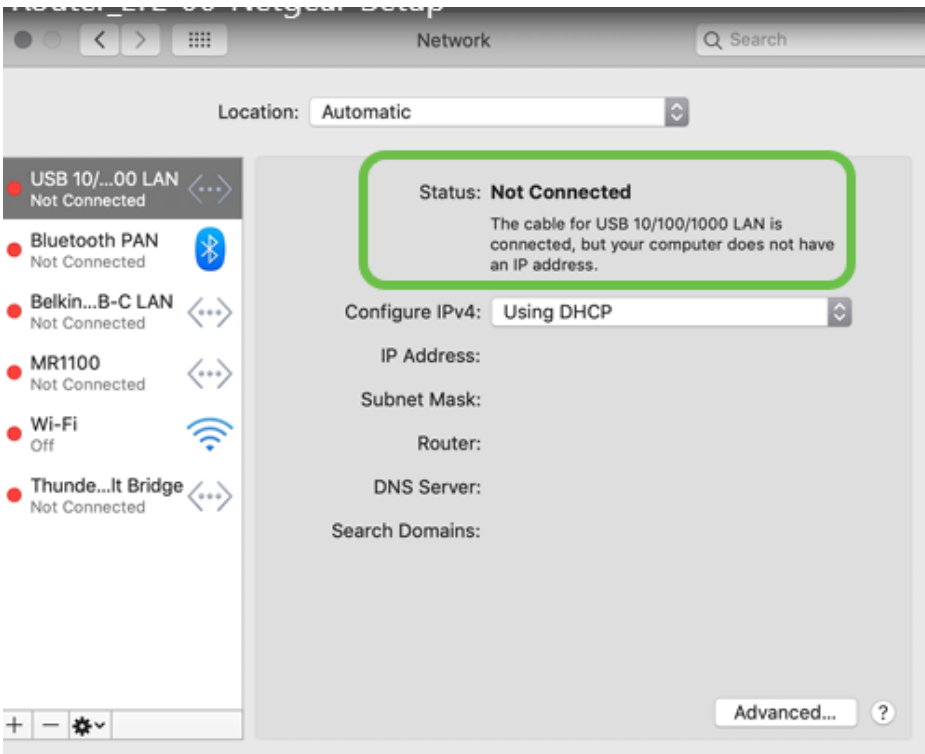 Network
Search
Location: Automatic
USB 10/...00 LAN
Not Connected
Bluetooth PAN
Not Connected
Belkin...B-C LAN
Not Connected
MR1100
Not Connected
Wi-Fi
Off
Thunde...lt Bridge
Not Connected
Status: Not Connected
The cable for USB 10/100/1000 LAN is
connected, but your computer does not have
an IP address.
Configure IPv4: Using DHCP
IP Address:
Subnet Mask:
Router:
DNS Server:
Search Domains:
Advanced...
?